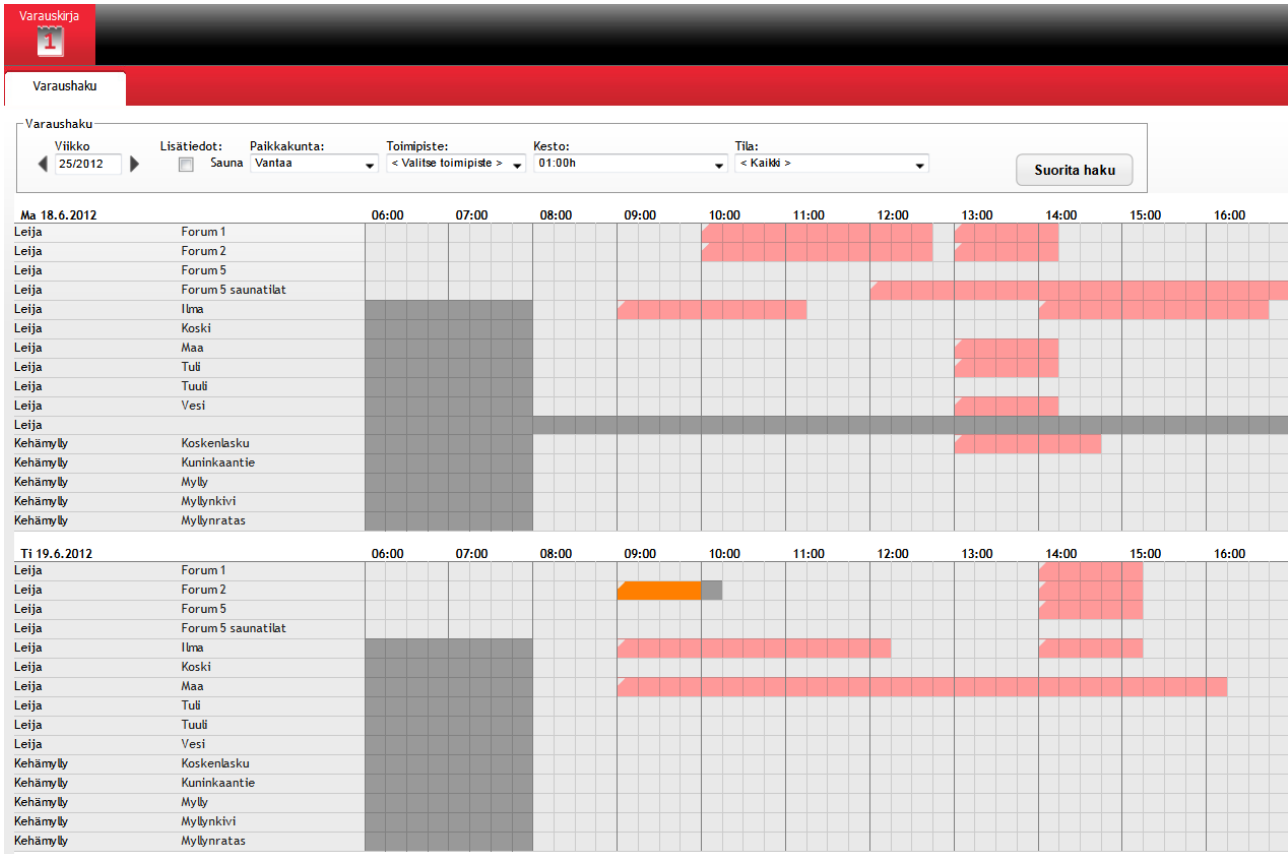 Varauskirja
1
Varaushaku
Varaushaku
Viikko Lisätiedot: Paikkakunta: Toimipiste: Kesto: Tila:
25/2012 Sauna Vantaa < Valitse toimipiste > 01:00h < Kaikki > Suorita haku
Ma 18.6.2012 06:00 07:00 08:00 09:00 10:00 11:00 12:00 13:00 14:00 15:00 16:00
Leija Forum 1
Leija Forum 2
Leija Forum 5
Leija Forum 5 saunatilat
Leija Ilma
Leija Koski
Leija Maa
Leija Tuli
Leija Tuuli
Leija Vesi
Leija
Kehämylly Koskenlasku
Kehämylly Kuninkaantie
Kehämylly Mylly
Kehämylly Myllynkivi
Kehämylly Myllynratas
Ti 19.6.2012 06:00 07:00 08:00 09:00 10:00 11:00 12:00 13:00 14:00 15:00 16:00
Leija Forum 1
Leija Forum 2
Leija Forum 5
Leija Forum 5 saunatilat
Leija Ilma
Leija Koski
Leija Maa
Leija Tuli
Leija Tuuli
Leija Vesi
Kehämylly Koskenlasku
Kehämylly Kuninkaantie
Kehämylly Mylly
Kehämylly Myllynkivi
Kehämylly Myllynratas